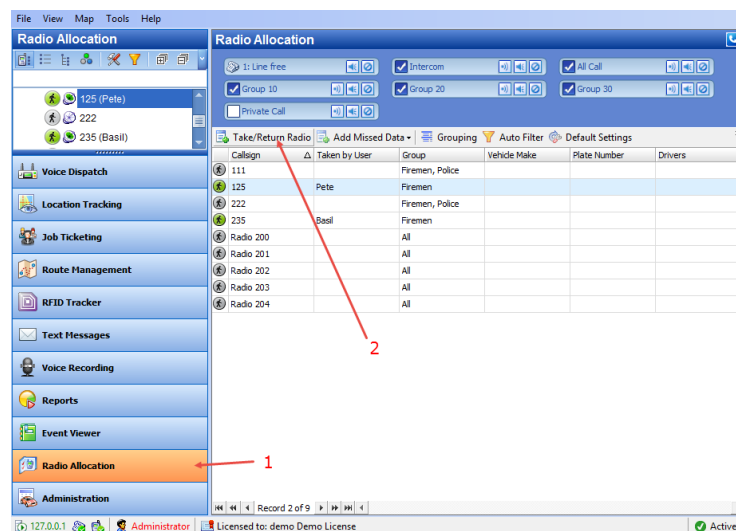 File View Map Tools Help
Radio Allocation
125 (Pete)
222
235 (Basil)
Voice Dispatch
Location Tracking
Job Ticketing
Route Management
RFID Tracker
Text Messages
Voice Recording
Reports
Event Viewer
Radio Allocation
Administration
Radio Allocation
1: Line free Intercom All Call
Group 10 Group 20 Group 30
Private Call
Take/Return Radio Add Missed Data Grouping Auto Filter Default Settings
Callsign Taken by User Group Vehicle Make Plate Number Drivers
111 Firemen, Police
125 Pete Firemen
222 Firemen, Police
235 Basil Firemen
Radio 200 All
Radio 201 All
Radio 202 All
Radio 203 All
Radio 204 All
2
1
Record 2 of 9
127.0.0.1 Administrator Licensed to: demo Demo License Active